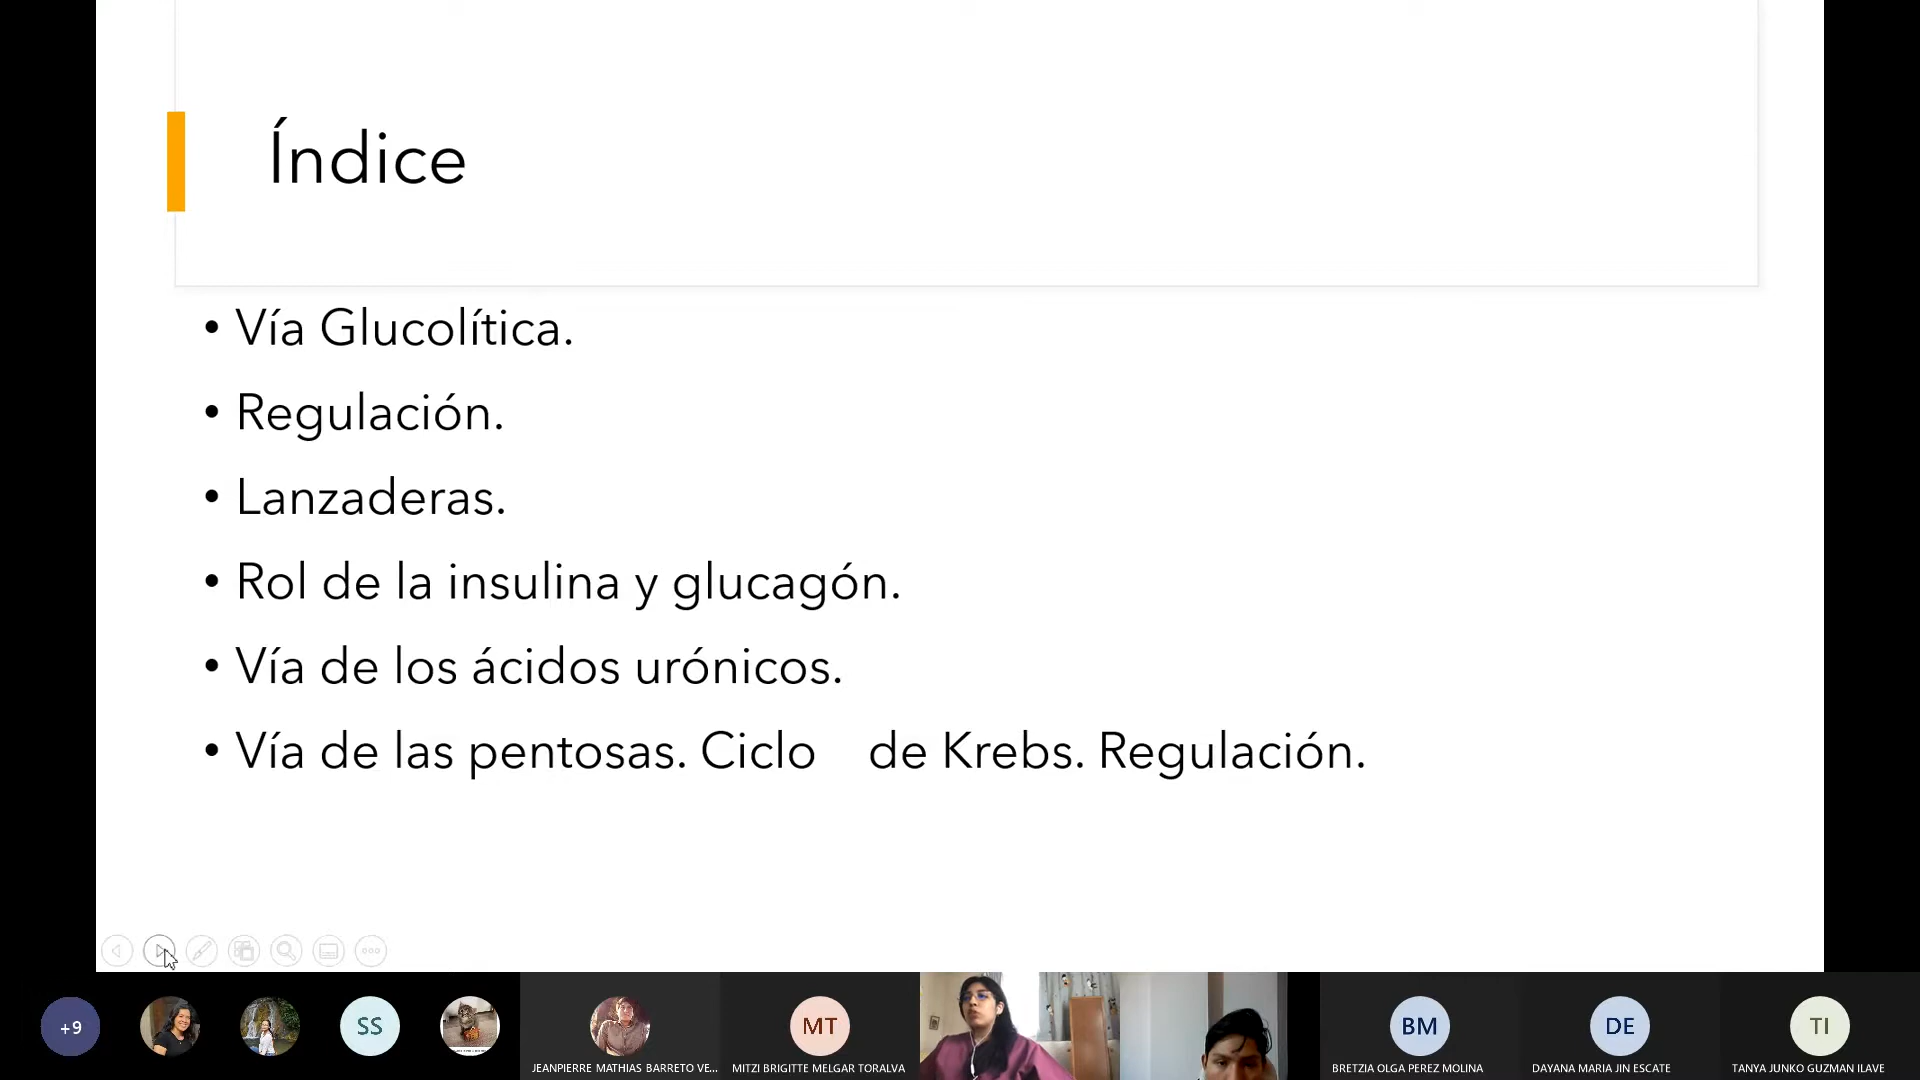 Índice
• Vía Glucolítica.
• Regulación.
• Lanzaderas.
• Rol de la insulina y glucagón.
• Vía de los ácidos urónicos.
• Vía de las pentosas. Ciclo    de Krebs. Regulación.
+9
SS
MT
BM
DE
TI
JEANPIERRE MATHIAS BARRETO VE...
MITZI BRIGITTE MELGAR TORALVA
BRETZIA OLGA PEREZ MOLINA
DAYANA MARIA JIN ESCATE
TANYA JUNKO GUZMAN ILAVE